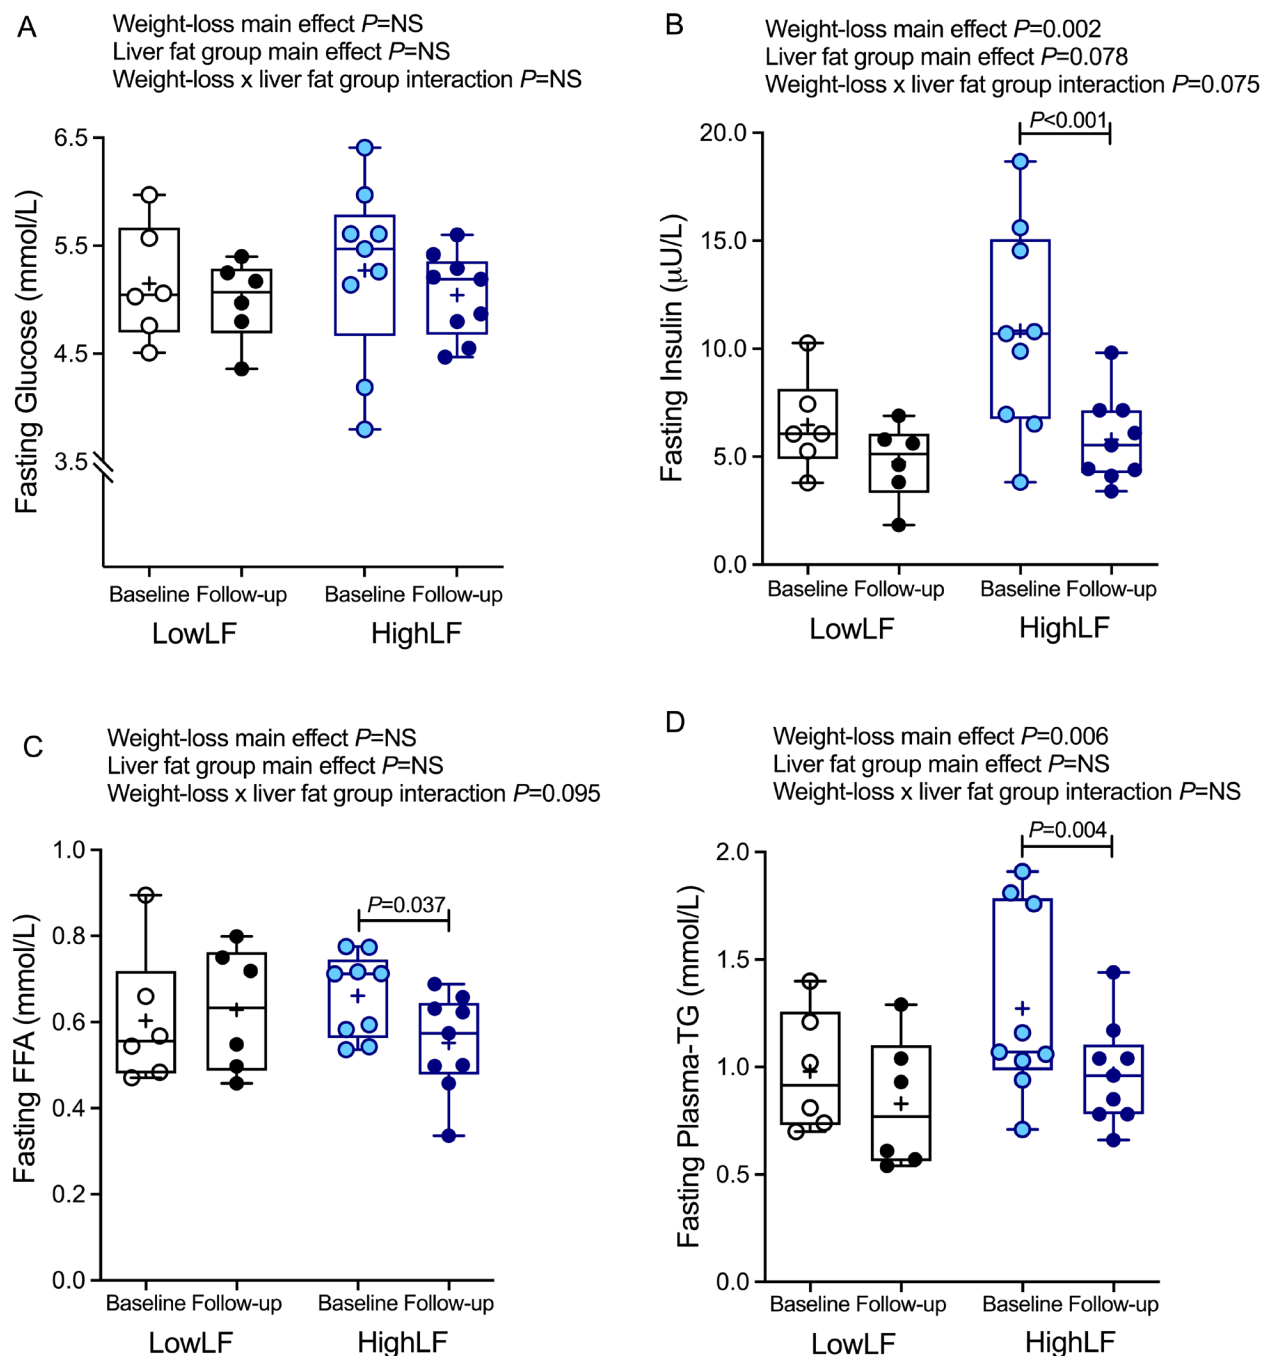 A
Weight-loss main effect P=NS
Liver fat group main effect P=NS
Weight-loss x liver fat group interaction P=NS
Fasting Glucose (mmol/L)
6.5
5.5
4.5
3.5
Baseline Follow-up Baseline Follow-up
LowLF HighLF
B
Weight-loss main effect P=0.002
Liver fat group main effect P=0.078
Weight-loss x liver fat group interaction P=0.075
P<0.001
Fasting Insulin (μU/L)
20.0
15.0
10.0
5.0
0.0
Baseline Follow-up Baseline Follow-up
LowLF HighLF
C
Weight-loss main effect P=NS
Liver fat group main effect P=NS
Weight-loss x liver fat group interaction P=0.095
P=0.037
Fasting FFA (mmol/L)
1.0
0.8
0.6
0.4
0.2
0.0
Baseline Follow-up Baseline Follow-up
LowLF HighLF
D
Weight-loss main effect P=0.006
Liver fat group main effect P=NS
Weight-loss x liver fat group interaction P=NS
P=0.004
Fasting Plasma-TG (mmol/L)
2.0
1.5
1.0
0.5
0.0
Baseline Follow-up Baseline Follow-up
LowLF HighLF